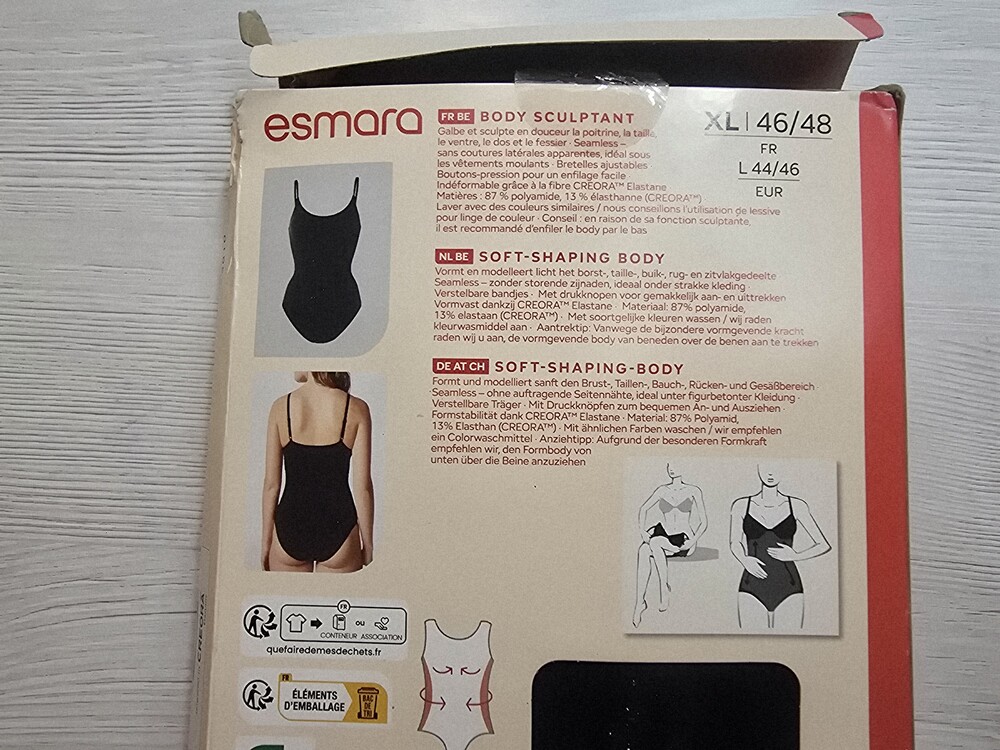 esmara
FR BE BODY SCULPTANT
Galbe et sculpte en douceur la poitrine, la taille,
le ventre, le dos et le fessier · Seamless –
sans coutures latérales apparentes, idéal sous
les vêtements moulants · Bretelles ajustables
Boutons-pression pour un enfilage facile
Indéformable grâce à la fibre CREORA™ Elastane
Matières : 87 % polyamide, 13 % élasthanne (CREORA™)
Laver avec des couleurs similaires / nous conseillons l'utilisation de lessive
pour linge de couleur · Conseil : en raison de sa fonction sculptante,
il est recommandé d'enfiler le body par le bas
XL | 46/48
FR
L 44/46
EUR
NL BE SOFT-SHAPING BODY
Vormt en modelleert licht het borst-, taille-, buik-, rug- en zitvlakgedeelte
Seamless – zonder storende zijnaden, ideaal onder strakke kleding ·
Verstelbare bandjes · Met drukknopen voor gemakkelijk aan- en uittrekken
Vormvast dankzij CREORA™ Elastane · Materiaal: 87% polyamide,
13% elastaan (CREORA™) · Met soortgelijke kleuren wassen / wij raden
kleurwasmiddel aan · Aantrektip: Vanwege de bijzondere vormgevende kracht
raden wij u aan, de vormgevende body van beneden over de benen aan te trekken
DE AT CH SOFT-SHAPING-BODY
Formt und modelliert sanft den Brust-, Taillen-, Bauch-, Rücken- und Gesäßbereich
Seamless – ohne auftragende Seitennähte, ideal unter figurbetonter Kleidung ·
Verstellbare Träger · Mit Druckknöpfen zum bequemen An- und Ausziehen
Formstabilität dank CREORA™ Elastane · Material: 87% Polyamid,
13% Elasthan (CREORA™) · Mit ähnlichen Farben waschen / wir empfehlen
ein Colorwaschmittel · Anziehtipp: Aufgrund der besonderen Formkraft
empfehlen wir, den Formbody von
unten über die Beine anzuziehen
FR
OU
CONTENEUR ASSOCIATION
quefairedemesdechets.fr
FR
ÉLÉMENTS
D'EMBALLAGE
BAC
DE
TRI
CREORA